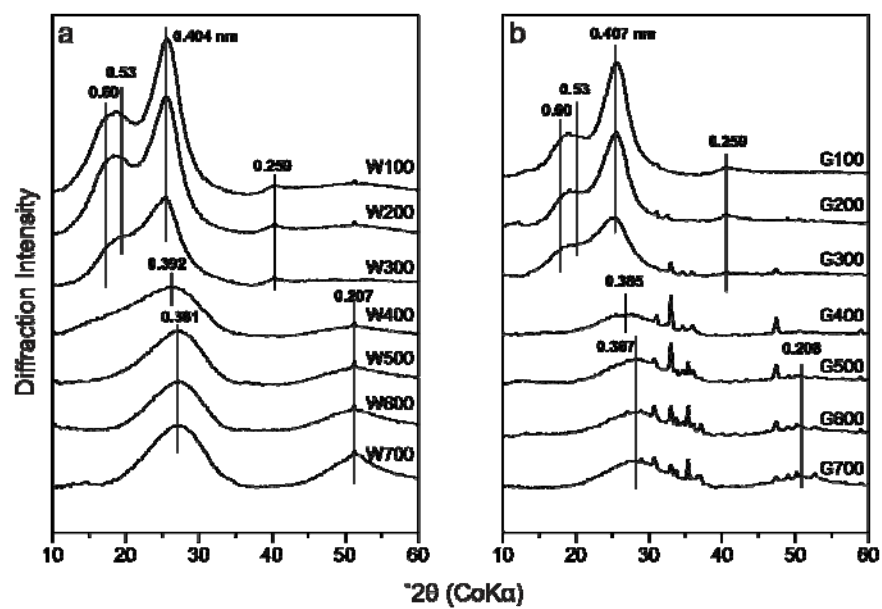 a
0.404 nm
0.53
0.60
W100
0.259
W200
W300
0.392
0.207
W400
0.381
W500
W600
W700
10 20 30 40 50 60
b
0.407 nm
0.53
0.60
0.259
G100
G200
G300
0.385
G400
0.367
0.208
G500
G600
G700
10 20 30 40 50 60
Diffraction Intensity
°2θ (CoKα)